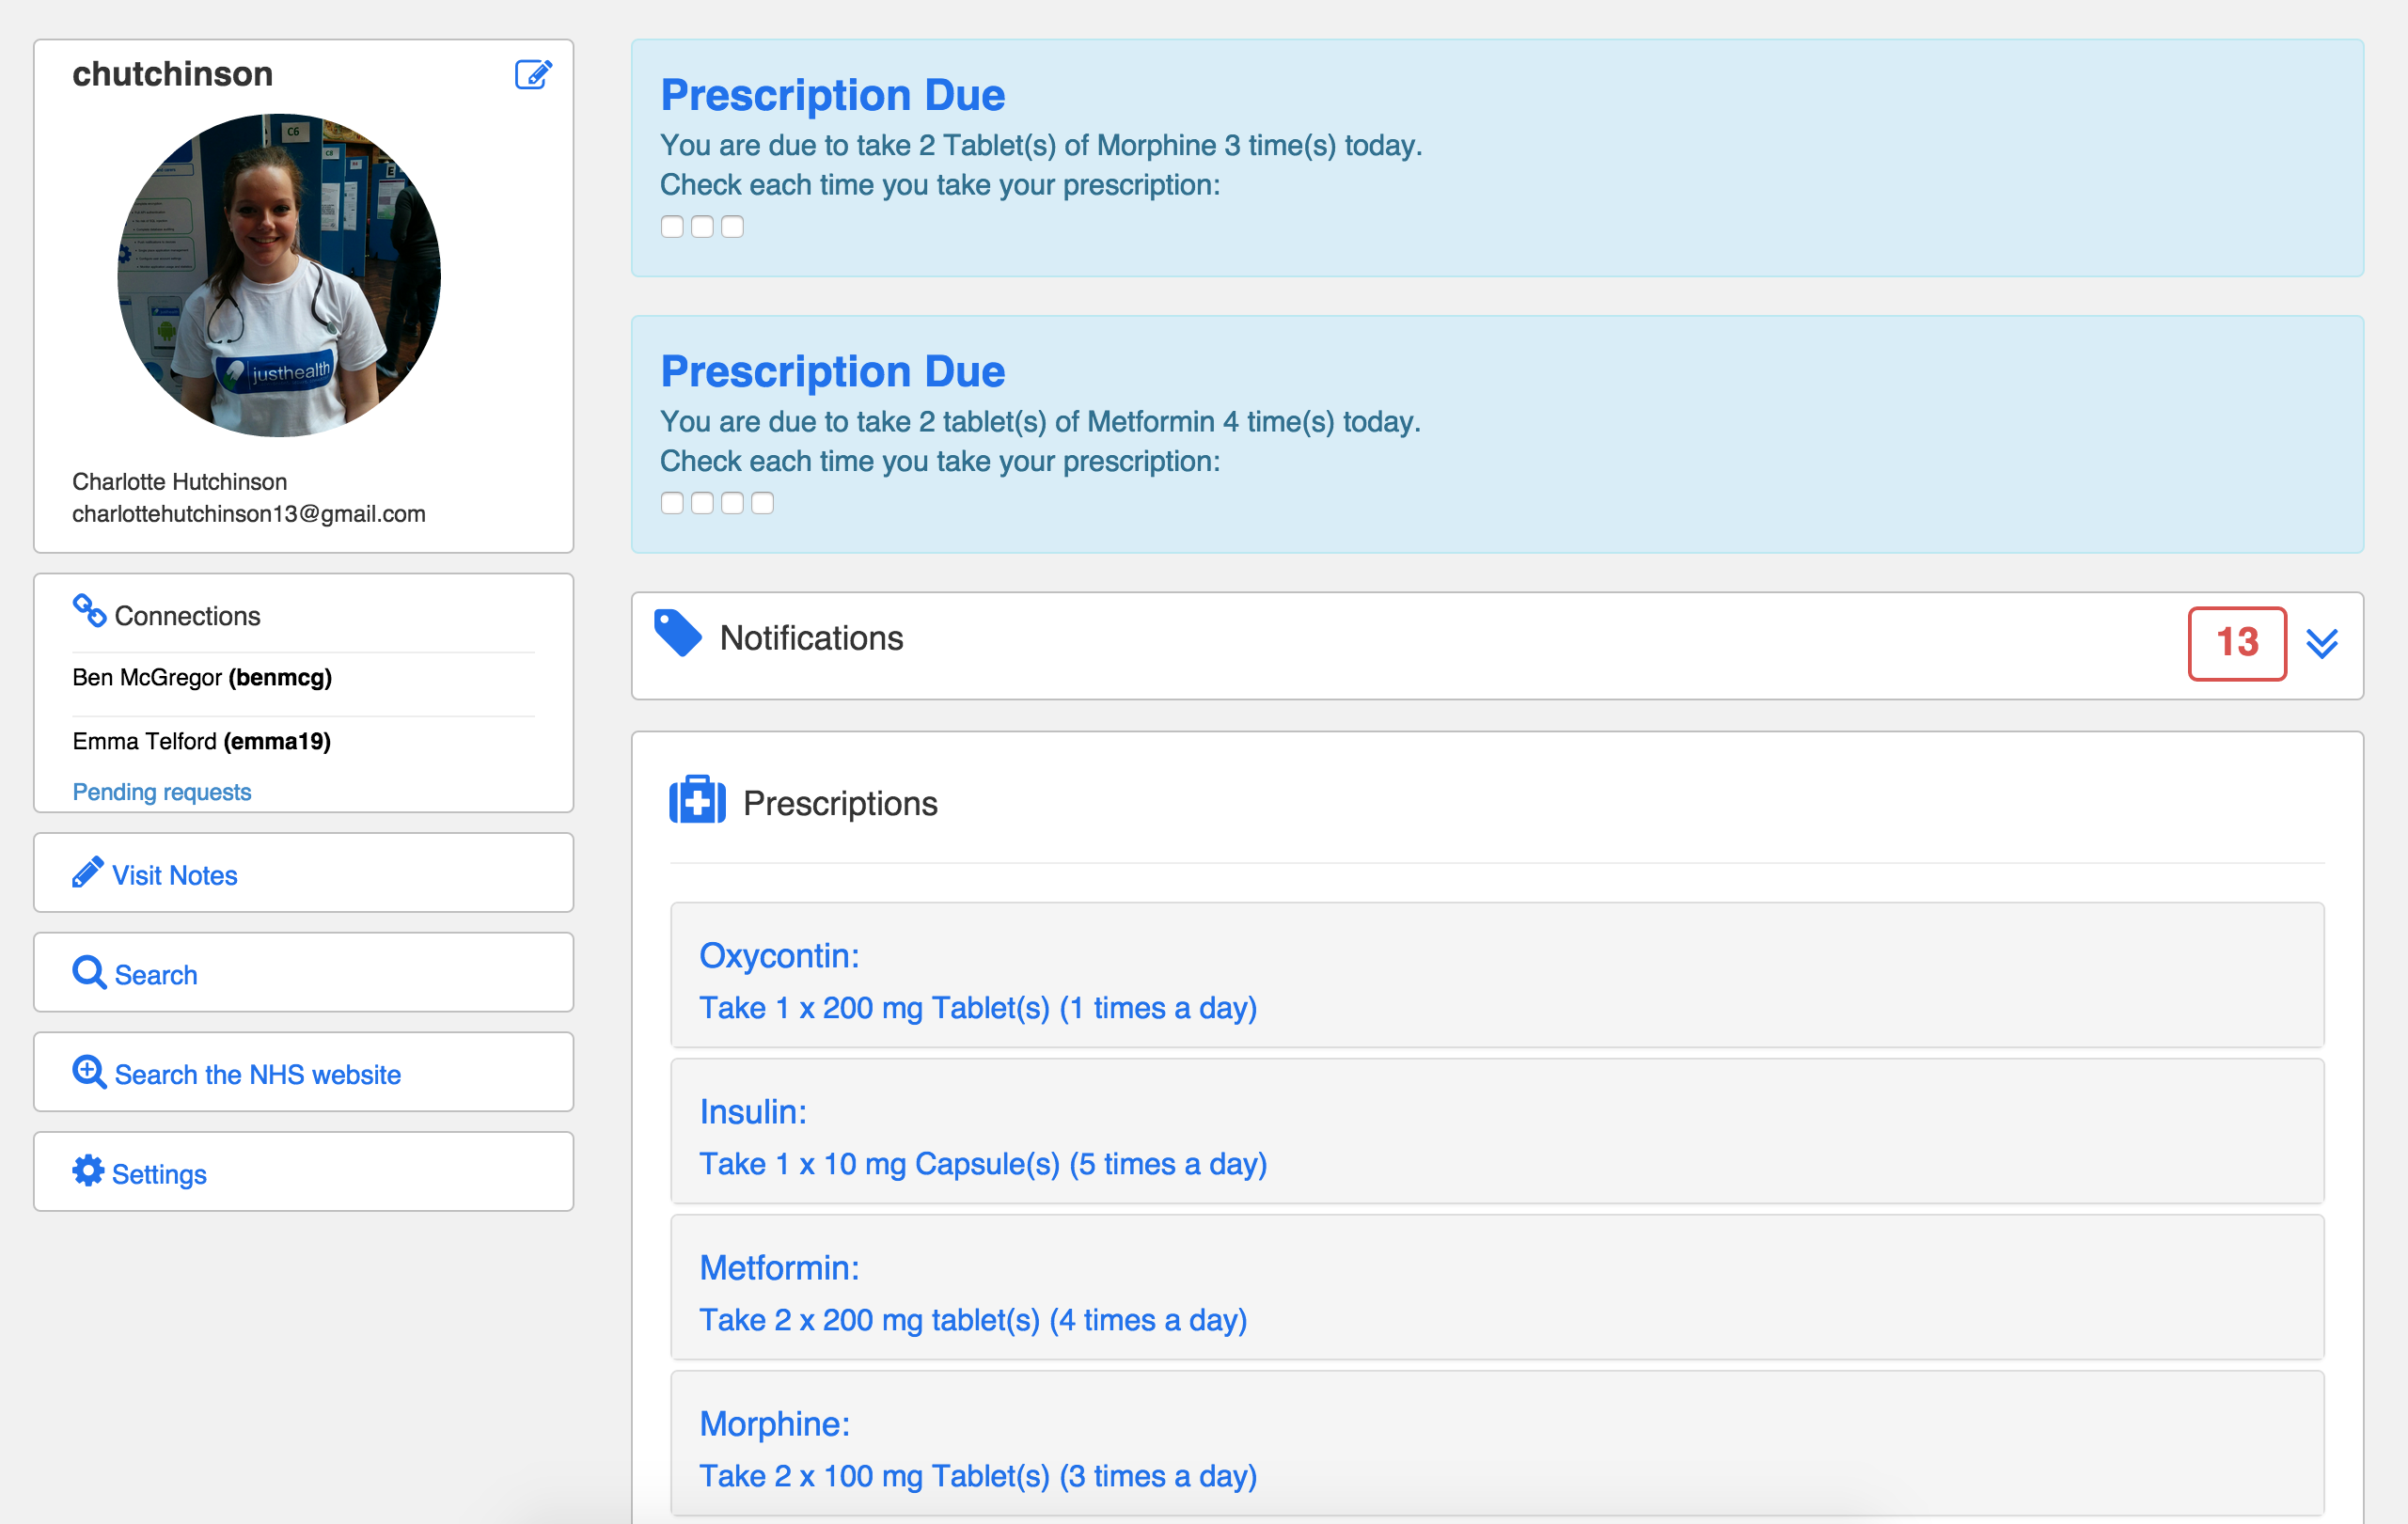 chutchinson
C6
E
justhealth
Charlotte Hutchinson
charlottehutchinson13@gmail.com
Connections
Ben McGregor (benmcg)
Emma Telford (emma19)
Pending requests
Visit Notes
Search
Search the NHS website
Settings
Prescription Due
You are due to take 2 Tablet(s) of Morphine 3 time(s) today.
Check each time you take your prescription:
Prescription Due
You are due to take 2 tablet(s) of Metformin 4 time(s) today.
Check each time you take your prescription:
Notifications
13
Prescriptions
Oxycontin:
Take 1 x 200 mg Tablet(s) (1 times a day)
Insulin:
Take 1 x 10 mg Capsule(s) (5 times a day)
Metformin:
Take 2 x 200 mg tablet(s) (4 times a day)
Morphine:
Take 2 x 100 mg Tablet(s) (3 times a day)